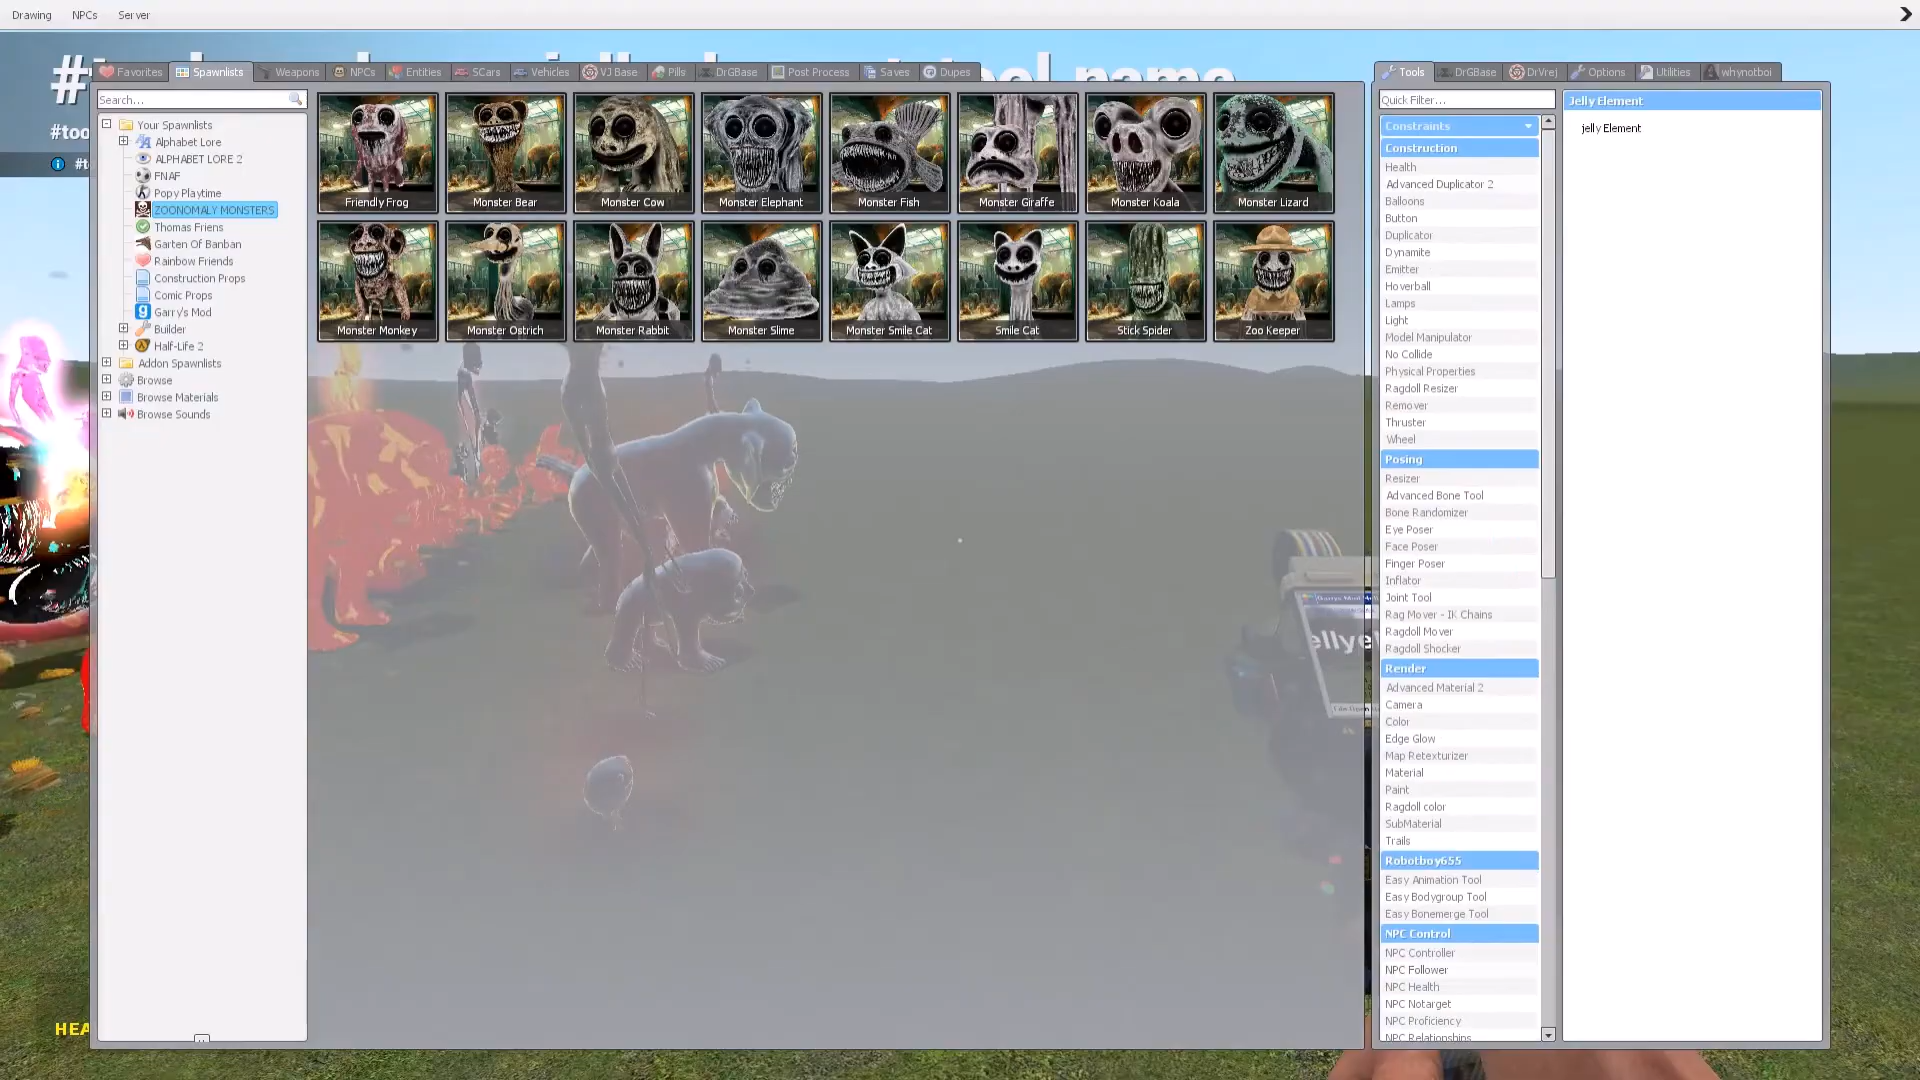 Drawing NPCs Server
Favorites Spawnlists Weapons NPCs Entities SCars Vehicles VJ Base Pills DrGBase Post Process Saves Dupes
Search...
Your Spawnlists
Alphabet Lore
ALPHABET LORE 2
FNAF
Popy Playtime
ZOONOMALY MONSTERS
Thomas Friens
Garten Of Banban
Rainbow Friends
Construction Props
Comic Props
Garry's Mod
Builder
Half-Life 2
Addon Spawnlists
Browse
Browse Materials
Browse Sounds
Friendly Frog Monster Bear Monster Cow Monster Elephant Monster Fish Monster Giraffe Monster Koala Monster Lizard
Monster Monkey Monster Ostrich Monster Rabbit Monster Slime Monster Smile Cat Smile Cat Stick Spider Zoo Keeper
Tools DrGBase DrVrej Options Utilities whynotboi
Quick Filter...
Constraints
Construction
Health
Advanced Duplicator 2
Balloons
Button
Duplicator
Dynamite
Emitter
Hoverball
Lamps
Light
Model Manipulator
No Collide
Physical Properties
Ragdoll Resizer
Remover
Thruster
Wheel
Posing
Resizer
Advanced Bone Tool
Bone Randomizer
Eye Poser
Face Poser
Finger Poser
Inflator
Joint Tool
Rag Mover - IK Chains
Ragdoll Mover
Ragdoll Shocker
Render
Advanced Material 2
Camera
Color
Edge Glow
Map Retexturizer
Material
Paint
Ragdoll color
SubMaterial
Trails
Robotboy655
Easy Animation Tool
Easy Bodygroup Tool
Easy Bonemerge Tool
NPC Control
NPC Controller
NPC Follower
NPC Health
NPC Notarget
NPC Proficiency
NPC Relationships
Jelly Element
jelly Element
#too
#t
HEA